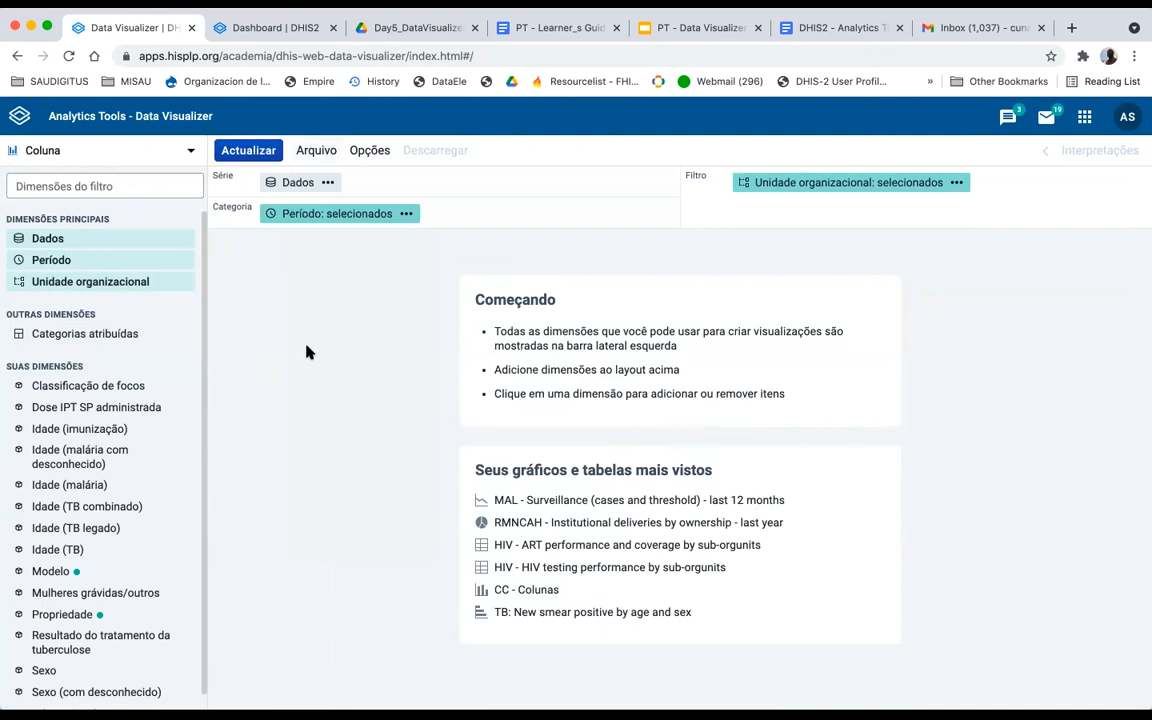 Data Visualizer | DH
Dashboard | DHIS2
Day5_DataVisualize
PT - Learner_s Guid
PT - Data Visualizer
DHIS2 - Analytics T
Inbox (1,037) - cun
apps.hisplp.org/academia/dhis-web-data-visualizer/index.html#/
SAUDIGITUS
MISAU
Organizacion de I...
Empire
History
DataEle
Resourcelist - FHI...
Webmail (296)
DHIS-2 User Profil...
»
Other Bookmarks
Reading List
Analytics Tools - Data Visualizer
3
19
AS
Coluna
Actualizar
Arquivo
Opções
Descarregar
Interpretações
Dimensões do filtro
Série
Dados
Filtro
Unidade organizacional: selecionados
Categoria
Período: selecionados
DIMENSÕES PRINCIPAIS
Dados
Período
Unidade organizacional
OUTRAS DIMENSÕES
Categorias atribuídas
SUAS DIMENSÕES
Classificação de focos
Dose IPT SP administrada
Idade (imunização)
Idade (malária com
desconhecido)
Idade (malária)
Idade (TB combinado)
Idade (TB legado)
Idade (TB)
Modelo
Mulheres grávidas/outros
Propriedade
Resultado do tratamento da
tuberculose
Sexo
Sexo (com desconhecido)
Começando
• Todas as dimensões que você pode usar para criar visualizações são
mostradas na barra lateral esquerda
• Adicione dimensões ao layout acima
• Clique em uma dimensão para adicionar ou remover itens
Seus gráficos e tabelas mais vistos
MAL - Surveillance (cases and threshold) - last 12 months
RMNCAH - Institutional deliveries by ownership - last year
HIV - ART performance and coverage by sub-orgunits
HIV - HIV testing performance by sub-orgunits
CC - Colunas
TB: New smear positive by age and sex